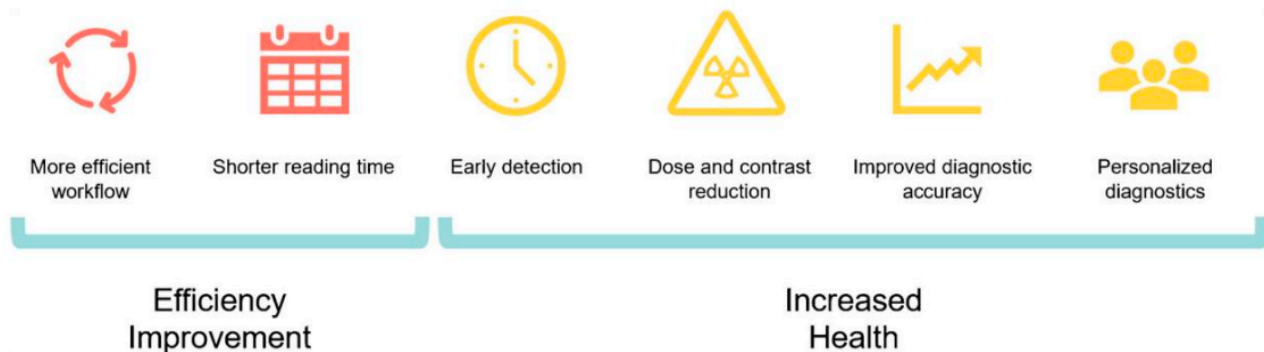 More efficient
workflow
Shorter reading time
Early detection
Dose and contrast
reduction
Improved diagnostic
accuracy
Personalized
diagnostics
Efficiency
Improvement
Increased
Health